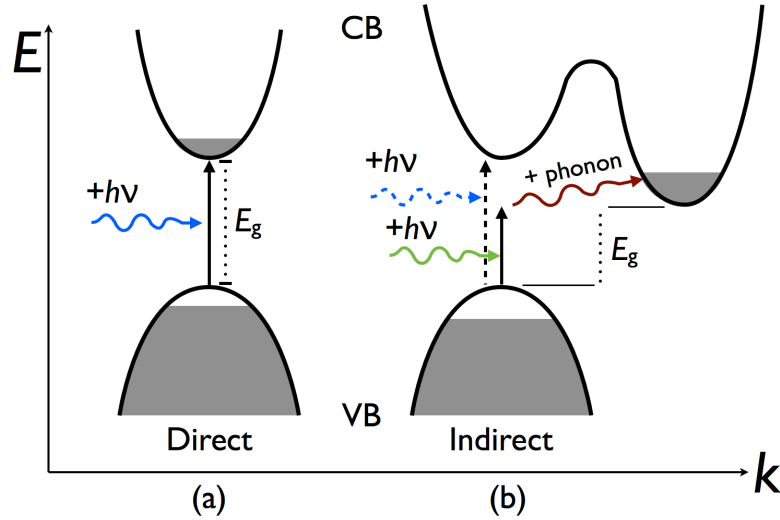 E
CB
+hν
Eg
+hν
+ phonon
+hν
Eg
VB
Direct
Indirect
(a)
(b)
k